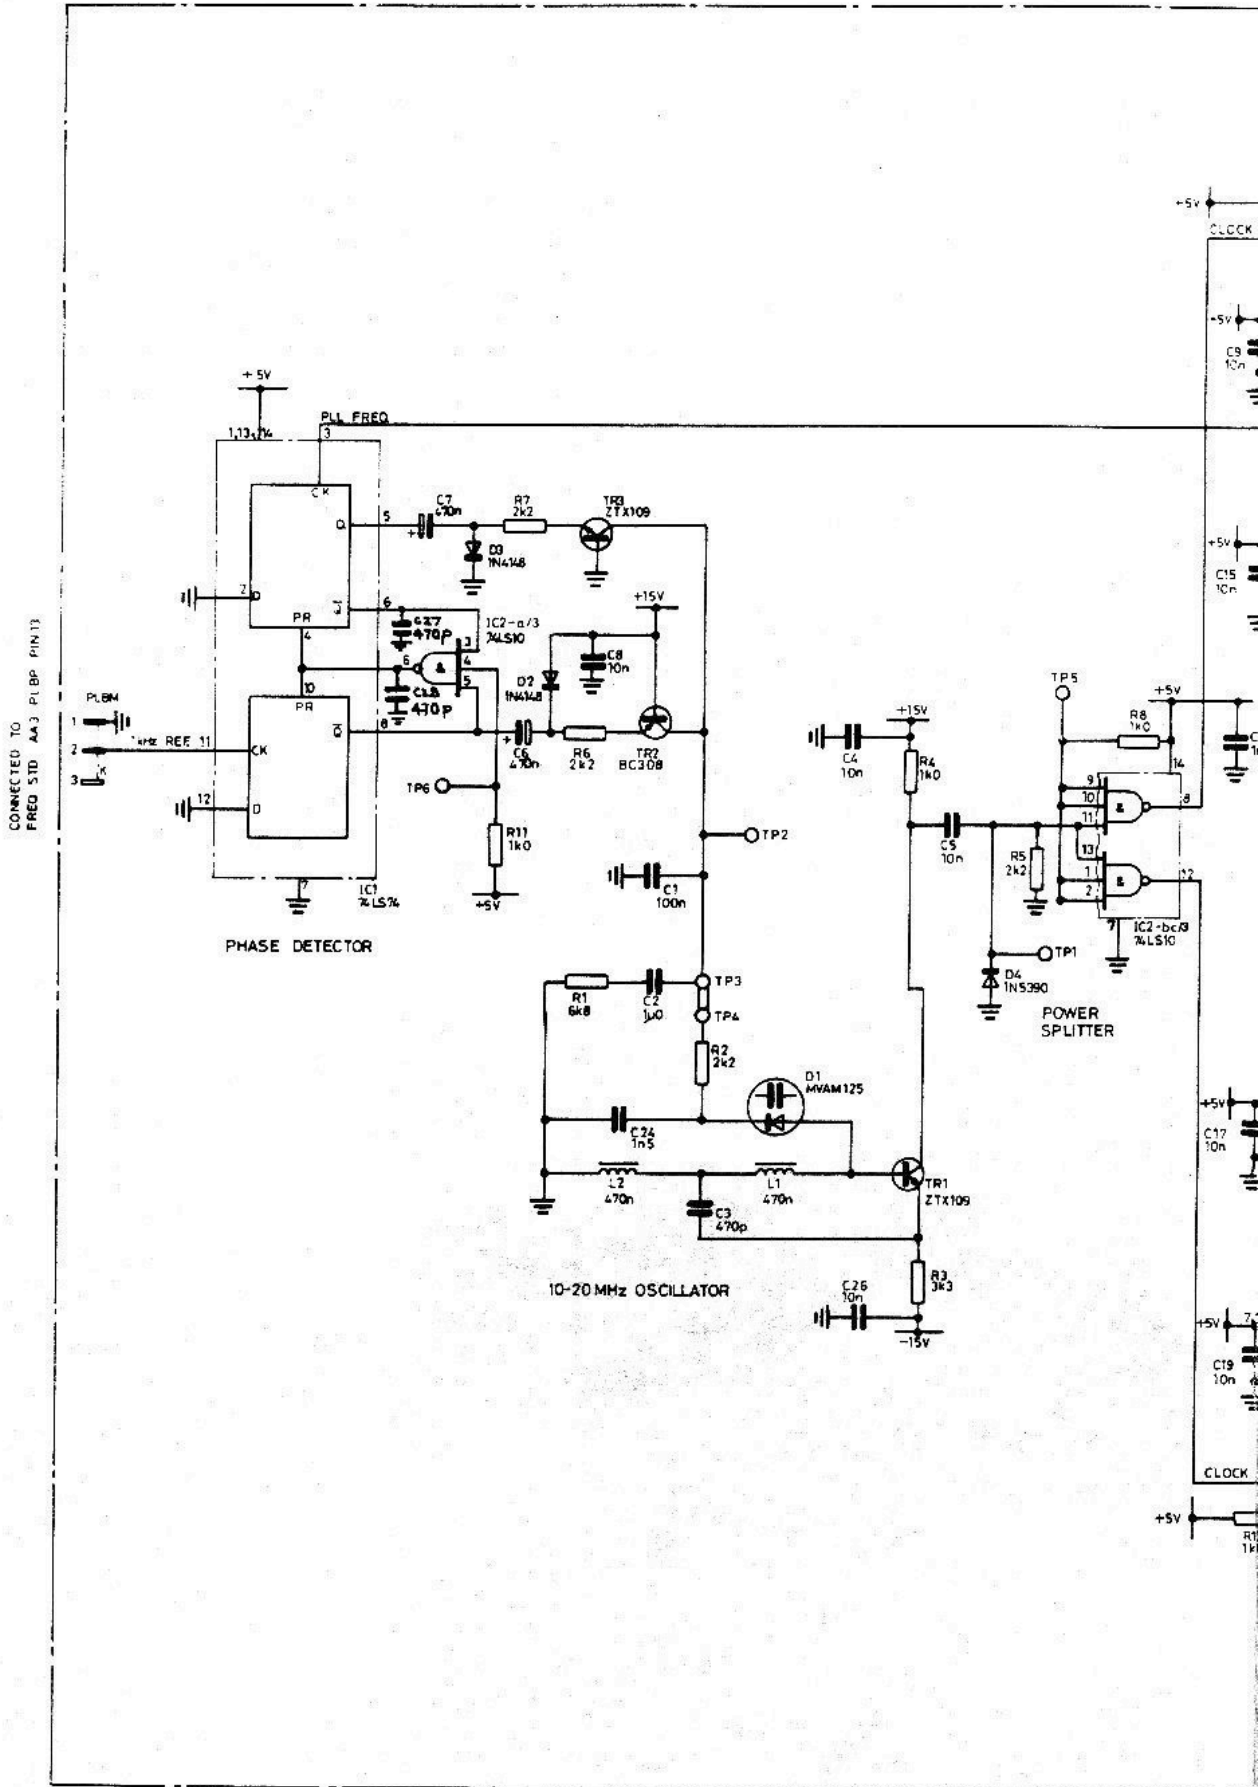 CONNECTED TO
FREQ STD AA3 PLBP PIN13
+5V
CLOCK
-5V
C9
10n
+5V
PLL FREQ
1,13,14
3
CK
Q
5
C7
470n
+
R7
2k2
TR3
ZTX109
D3
1N4148
+5V
C15
10n
2
D
Q
6
PR
4
C27
470p
IC2-a/3
74LS10
3
4
5
6
&
+15V
C8
10n
D2
1N4148
10
PR
C28
470p
8
Q
PLBM
1
2
3
K
1kHz REF
11
CK
12
D
+
C6
470n
R6
2k2
TR2
BC308
TP6
R11
1k0
+5V
7
IC1
74LS74
PHASE DETECTOR
TP2
C1
100n
+15V
C4
10n
R4
1k0
C5
10n
TP5
+5V
R8
1k0
14
9
10
11
&
8
13
1
2
&
12
R5
2k2
7
IC2-bc/3
74LS10
TP1
D4
1N5390
POWER
SPLITTER
R1
6k8
C2
1µ0
TP3
TP4
R2
2k2
D1
MVAM125
C24
1n5
L2
470n
L1
470n
TR1
ZTX109
C3
470p
+5V
C17
10n
10-20MHz OSCILLATOR
C26
10n
R3
3k3
-15V
+5V
7
C19
10n
CLOCK
+5V